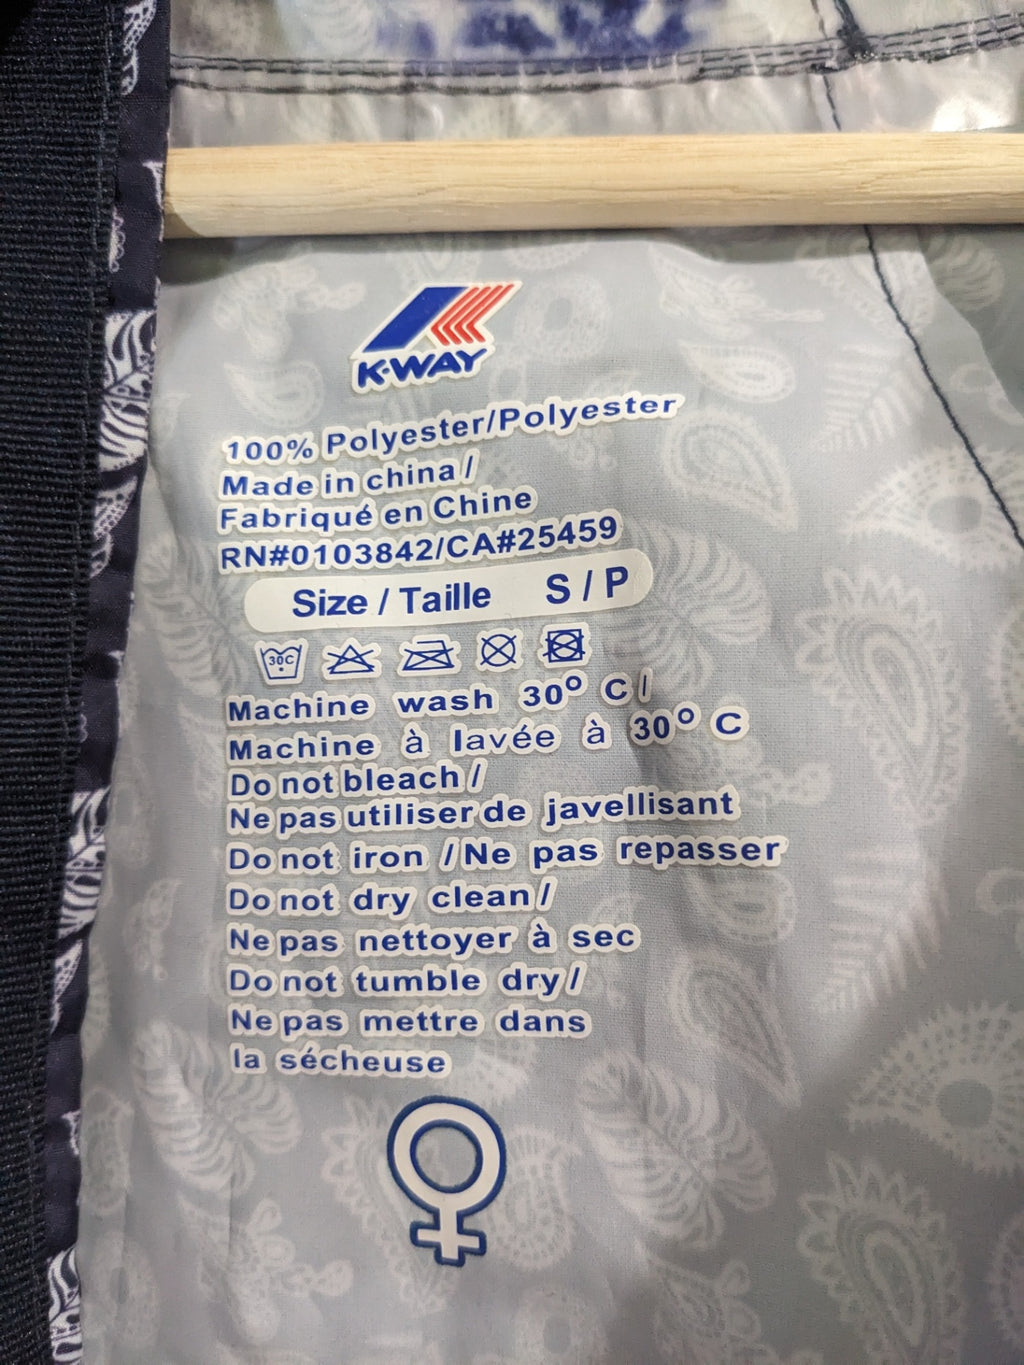 K-WAY
100% Polyester/Polyester
Made in china/
Fabriqué en Chine
RN#0103842/CA#25459
Size / Taille S / P
30C
Machine wash 30º C/
Machine à lavée à 30º C
Do not bleach/
Ne pas utiliser de javellisant
Do not iron /Ne pas repasser
Do not dry clean/
Ne pas nettoyer à sec
Do not tumble dry/
Ne pas mettre dans
la sécheuse